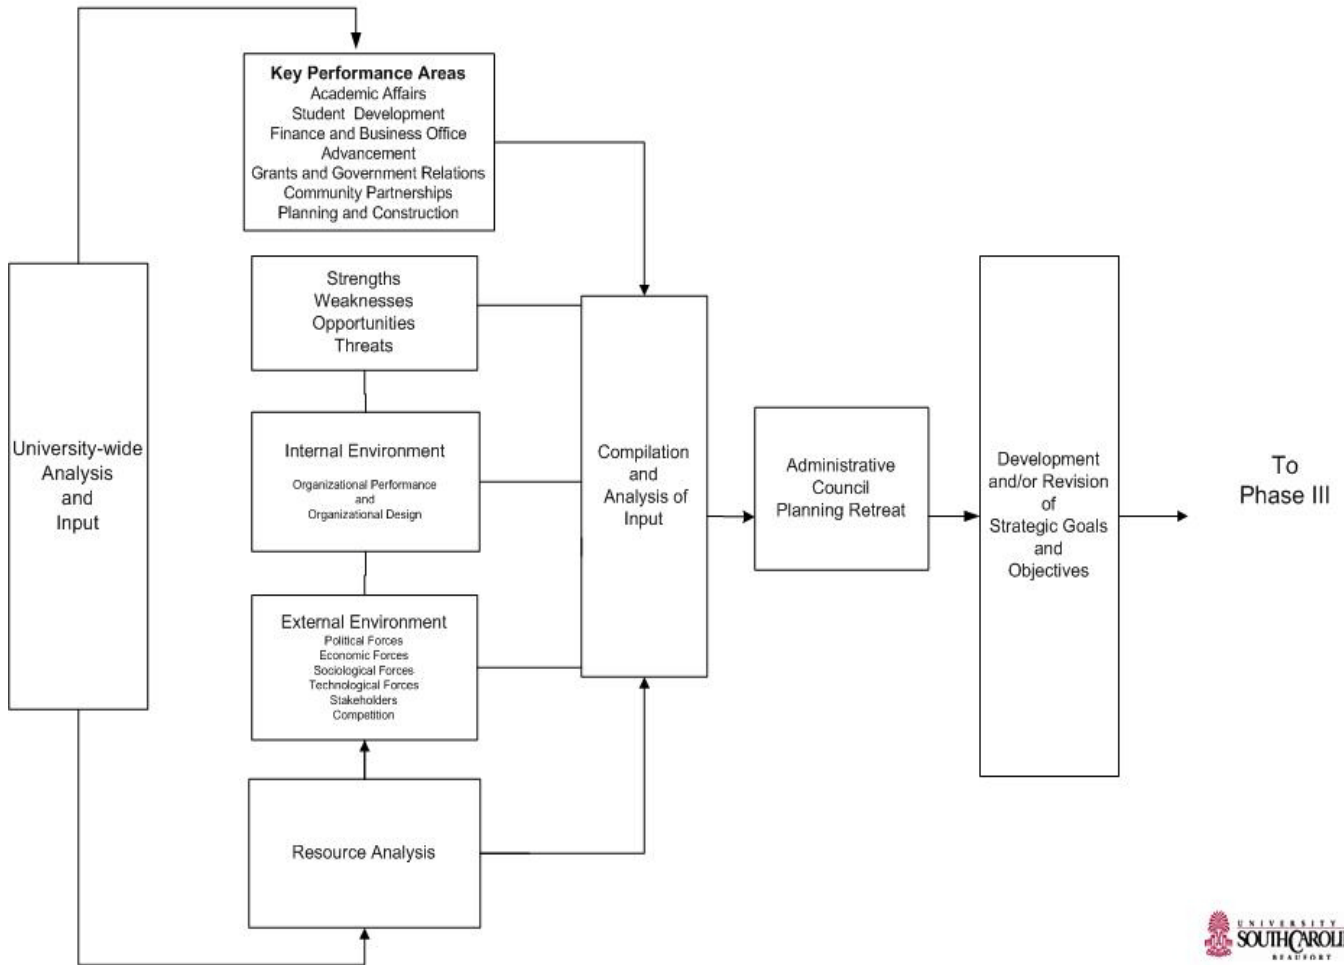 Key Performance Areas
Academic Affairs
Student Development
Finance and Business Office
Advancement
Grants and Government Relations
Community Partnerships
Planning and Construction
University-wide
Analysis
and
Input
Strengths
Weaknesses
Opportunities
Threats
Internal Environment
Organizational Performance
and
Organizational Design
External Environment
Political Forces
Economic Forces
Sociological Forces
Technological Forces
Stakeholders
Competition
Resource Analysis
Compilation
and
Analysis of
Input
Administrative
Council
Planning Retreat
Development
and/or Revision
of
Strategic Goals
and
Objectives
To
Phase III
UNIVERSITY
SOUTH CAROLI
BEAUFORT